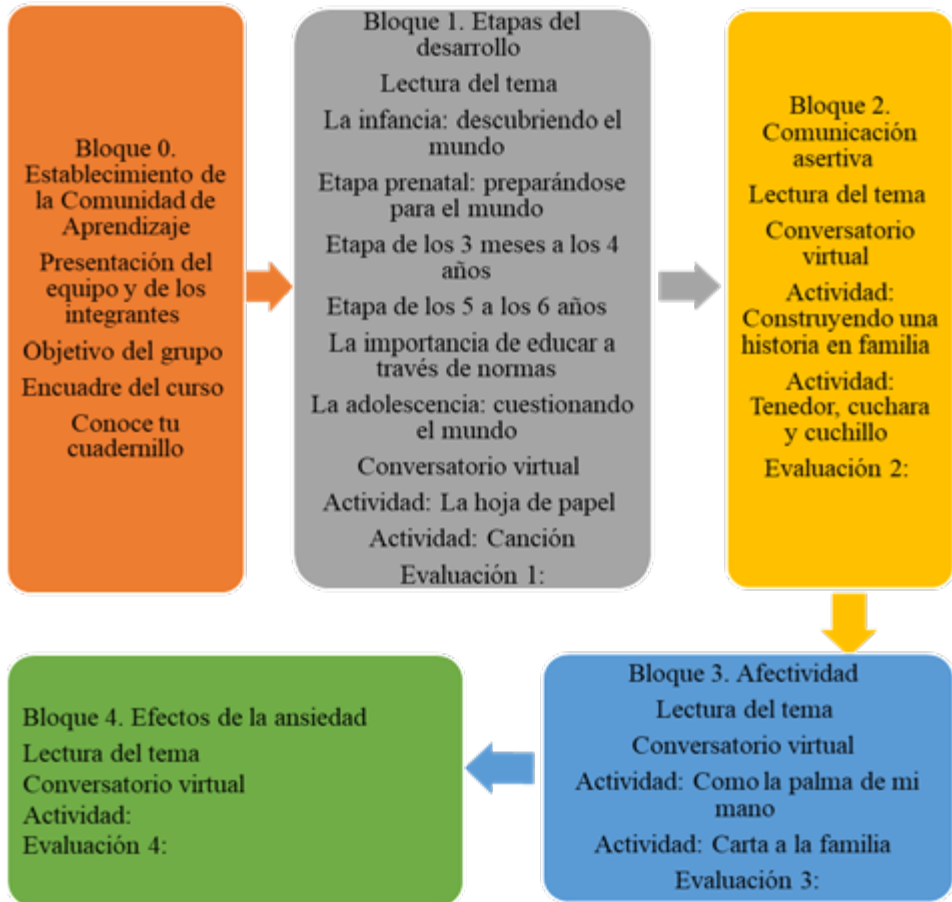 Bloque 0.
Establecimiento de
la Comunidad de
Aprendizaje
Presentación del
equipo y de los
integrantes
Objetivo del grupo
Encuadre del curso
Conoce tu
cuadernillo
Bloque 1. Etapas del
desarrollo
Lectura del tema
La infancia: descubriendo el
mundo
Etapa prenatal: preparándose
para el mundo
Etapa de los 3 meses a los 4
años
Etapa de los 5 a los 6 años
La importancia de educar a
través de normas
La adolescencia: cuestionando
el mundo
Conversatorio virtual
Actividad: La hoja de papel
Actividad: Canción
Evaluación 1:
Bloque 2.
Comunicación
asertiva
Lectura del tema
Conversatorio
virtual
Actividad:
Construyendo una
historia en familia
Actividad:
Tenedor, cuchara
y cuchillo
Evaluación 2:
Bloque 3. Afectividad
Lectura del tema
Conversatorio virtual
Actividad: Como la palma de mi
mano
Actividad: Carta a la familia
Evaluación 3:
Bloque 4. Efectos de la ansiedad
Lectura del tema
Conversatorio virtual
Actividad:
Evaluación 4: